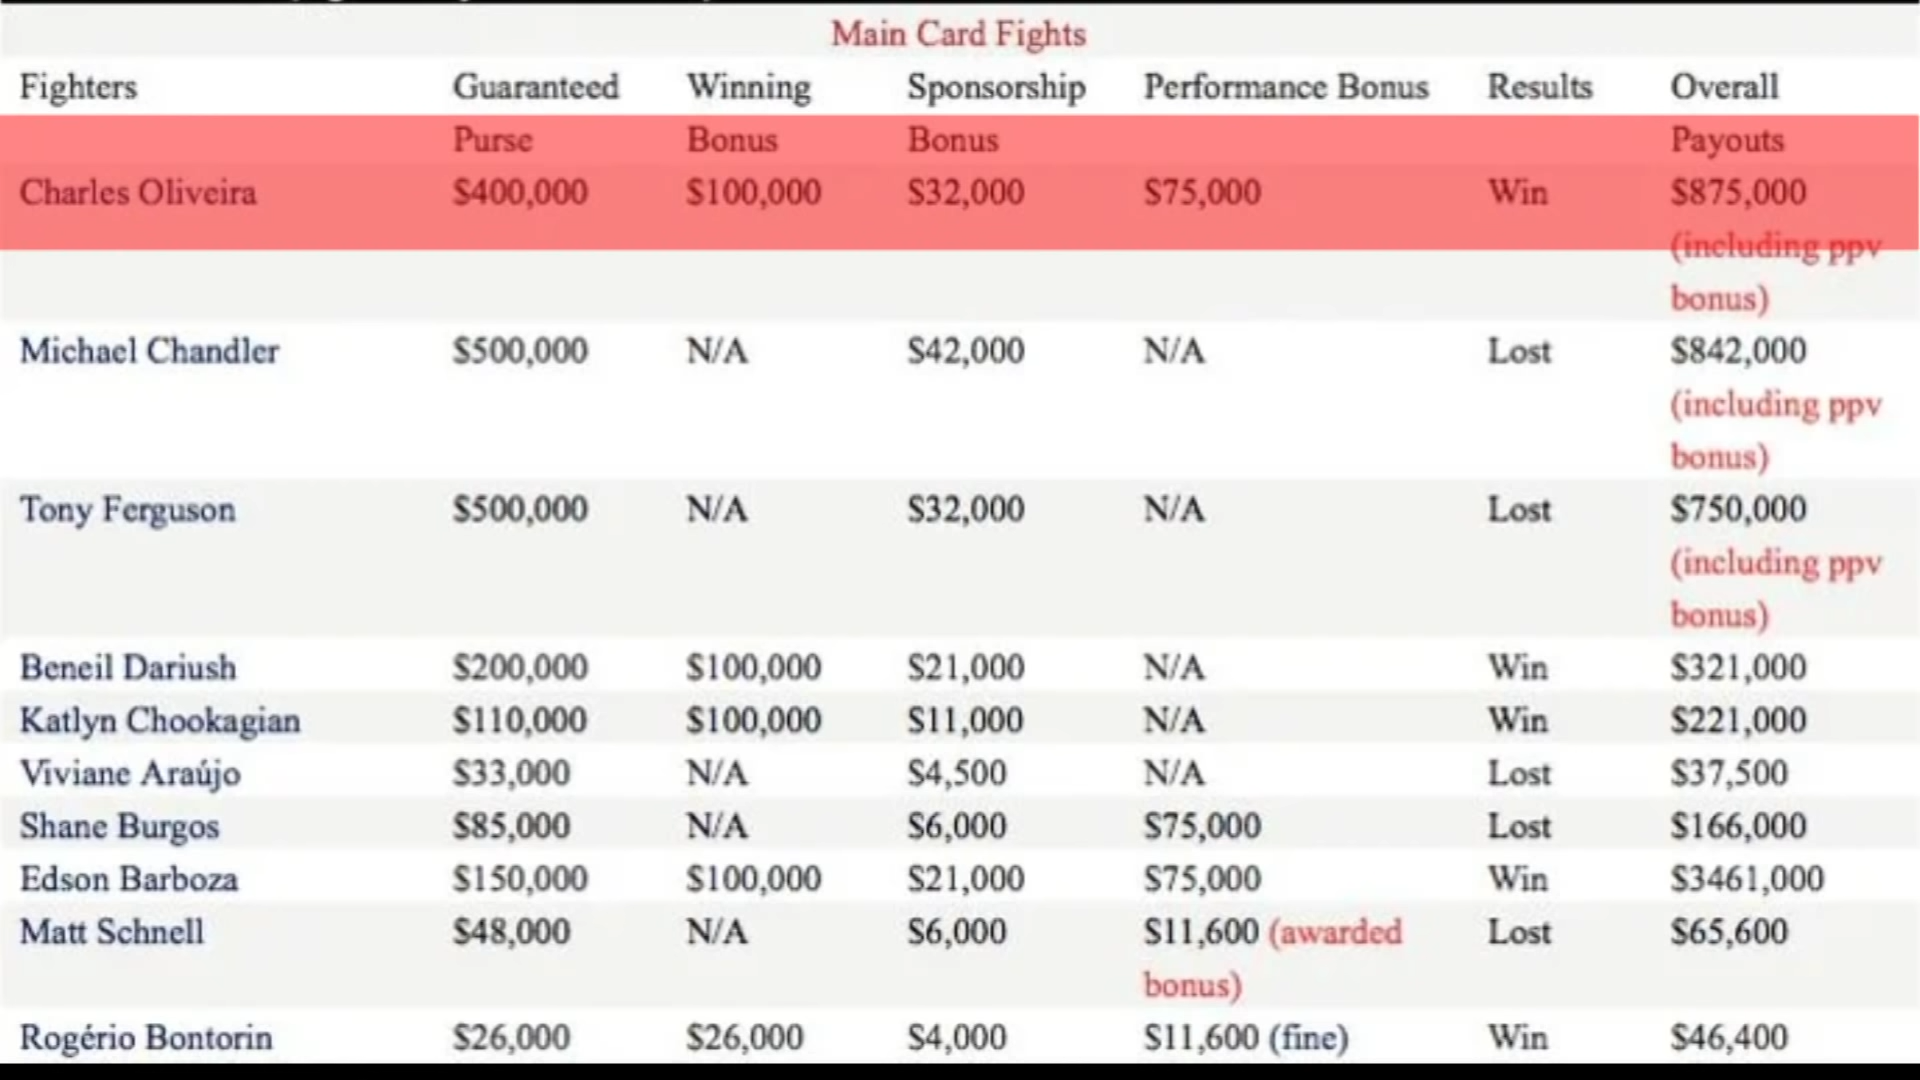 Main Card Fights
Fighters Guaranteed Winning Sponsorship Performance Bonus Results Overall
Purse Bonus Bonus Payouts
Charles Oliveira $400,000 $100,000 $32,000 $75,000 Win $875,000
(including ppv
bonus)
Michael Chandler $500,000 N/A $42,000 N/A Lost $842,000
(including ppv
bonus)
Tony Ferguson $500,000 N/A $32,000 N/A Lost $750,000
(including ppv
bonus)
Beneil Dariush $200,000 $100,000 $21,000 N/A Win $321,000
Katlyn Chookagian $110,000 $100,000 $11,000 N/A Win $221,000
Viviane Araújo $33,000 N/A $4,500 N/A Lost $37,500
Shane Burgos $85,000 N/A $6,000 $75,000 Lost $166,000
Edson Barboza $150,000 $100,000 $21,000 $75,000 Win $3461,000
Matt Schnell $48,000 N/A $6,000 $11,600 (awarded Lost $65,600
bonus)
Rogério Bontorin $26,000 $26,000 $4,000 $11,600 (fine) Win $46,400